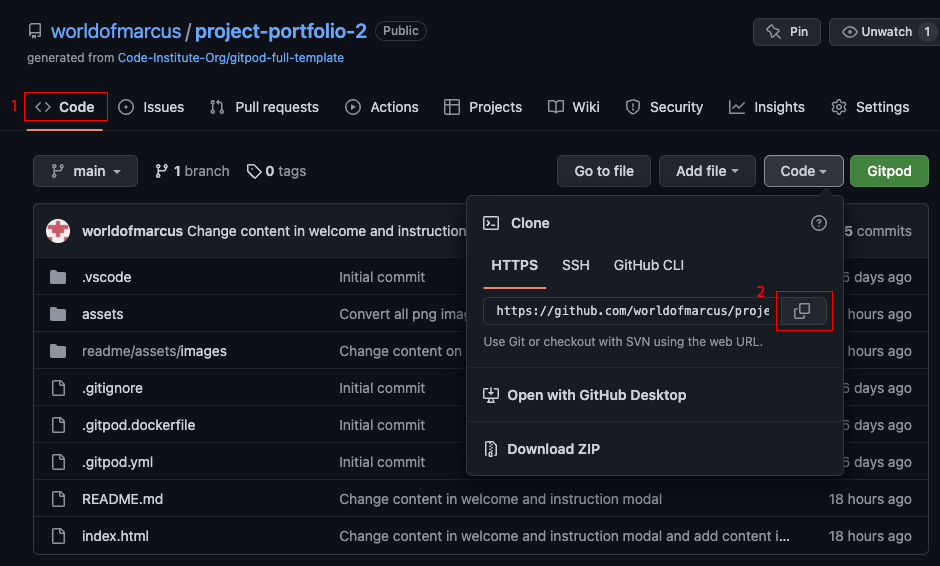 worldofmarcus / project-portfolio-2 Public Pin Unwatch 1
generated from Code-Institute-Org/gitpod-full-template
1 <> Code Issues Pull requests Actions Projects Wiki Security Insights Settings
main 1 branch 0 tags Go to file Add file Code Gitpod
worldofmarcus Change content in welcome and instruction 5 commits
Clone ?
HTTPS SSH GitHub CLI
2
https://github.com/worldofmarcus/proje
Use Git or checkout with SVN using the web URL.
Open with GitHub Desktop
Download ZIP
.vscode Initial commit 6 days ago
assets Convert all png imag hours ago
readme/assets/images Change content on hours ago
.gitignore Initial commit 6 days ago
.gitpod.dockerfile Initial commit 6 days ago
.gitpod.yml Initial commit 6 days ago
README.md Change content in welcome and instruction modal 18 hours ago
index.html Change content in welcome and instruction modal and add content i... 18 hours ago